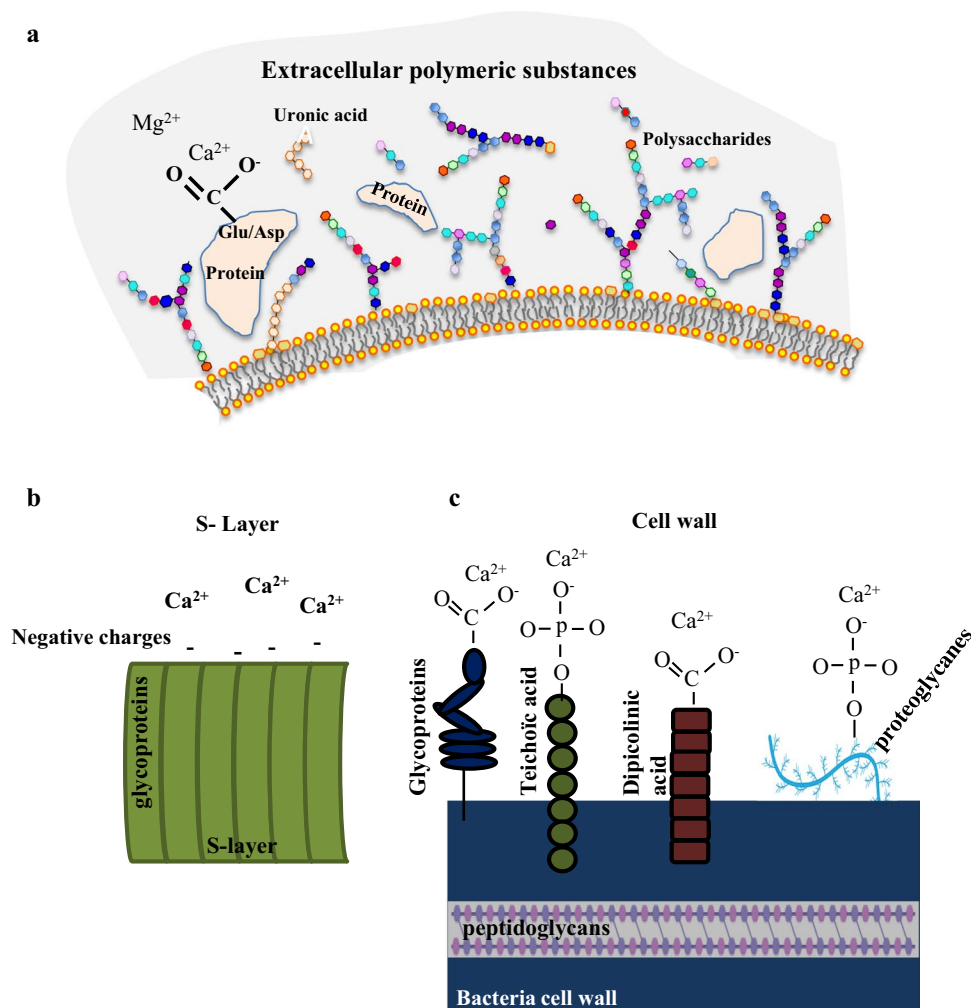 a
Extracellular polymeric substances
Mg²⁺
Uronic acid
A
Ca²⁺
Polysaccharides
O
O⁻
C
Protein
Glu/Asp
Protein
b
c
S- Layer
Cell wall
Ca²⁺
Ca²⁺
Ca²⁺
Negative charges
-
-
-
-
glycoproteins
S-layer
Ca²⁺
O
O⁻
C
Glycoproteins
Ca²⁺
O⁻
O
P
O
O
Teichoïc acid
Ca²⁺
O
O⁻
C
Dipicolinic
acid
Ca²⁺
O⁻
O
P
O
O
proteoglycanes
peptidoglycans
Bacteria cell wall